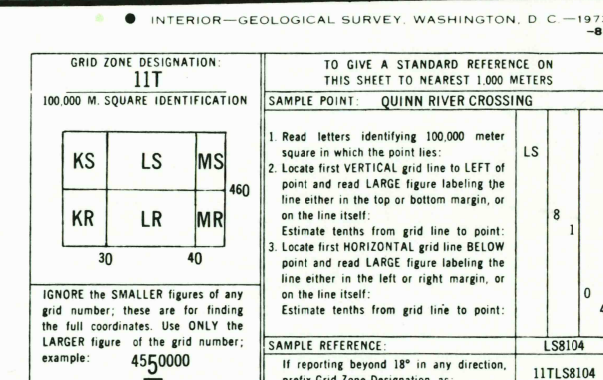 INTERIOR—GEOLOGICAL SURVEY, WASHINGTON, D C —197
—8
GRID ZONE DESIGNATION:
11T
100,000 M. SQUARE IDENTIFICATION
KS LS MS
460
KR LR MR
30 40
IGNORE the SMALLER figures of any
grid number; these are for finding
the full coordinates. Use ONLY the
LARGER figure of the grid number;
example: 4550000
TO GIVE A STANDARD REFERENCE ON
THIS SHEET TO NEAREST 1,000 METERS
SAMPLE POINT: QUINN RIVER CROSSING
1. Read letters identifying 100,000 meter
square in which the point lies: LS
2. Locate first VERTICAL grid line to LEFT of
point and read LARGE figure labeling the
line either in the top or bottom margin, or
on the line itself: 8
Estimate tenths from grid line to point: 1
3. Locate first HORIZONTAL grid line BELOW
point and read LARGE figure labeling the
line either in the left or right margin, or
on the line itself: 0
Estimate tenths from grid line to point: 4
SAMPLE REFERENCE: LS8104
If reporting beyond 18° in any direction,
prefix Grid Zone Designation, as: 11TLS8104